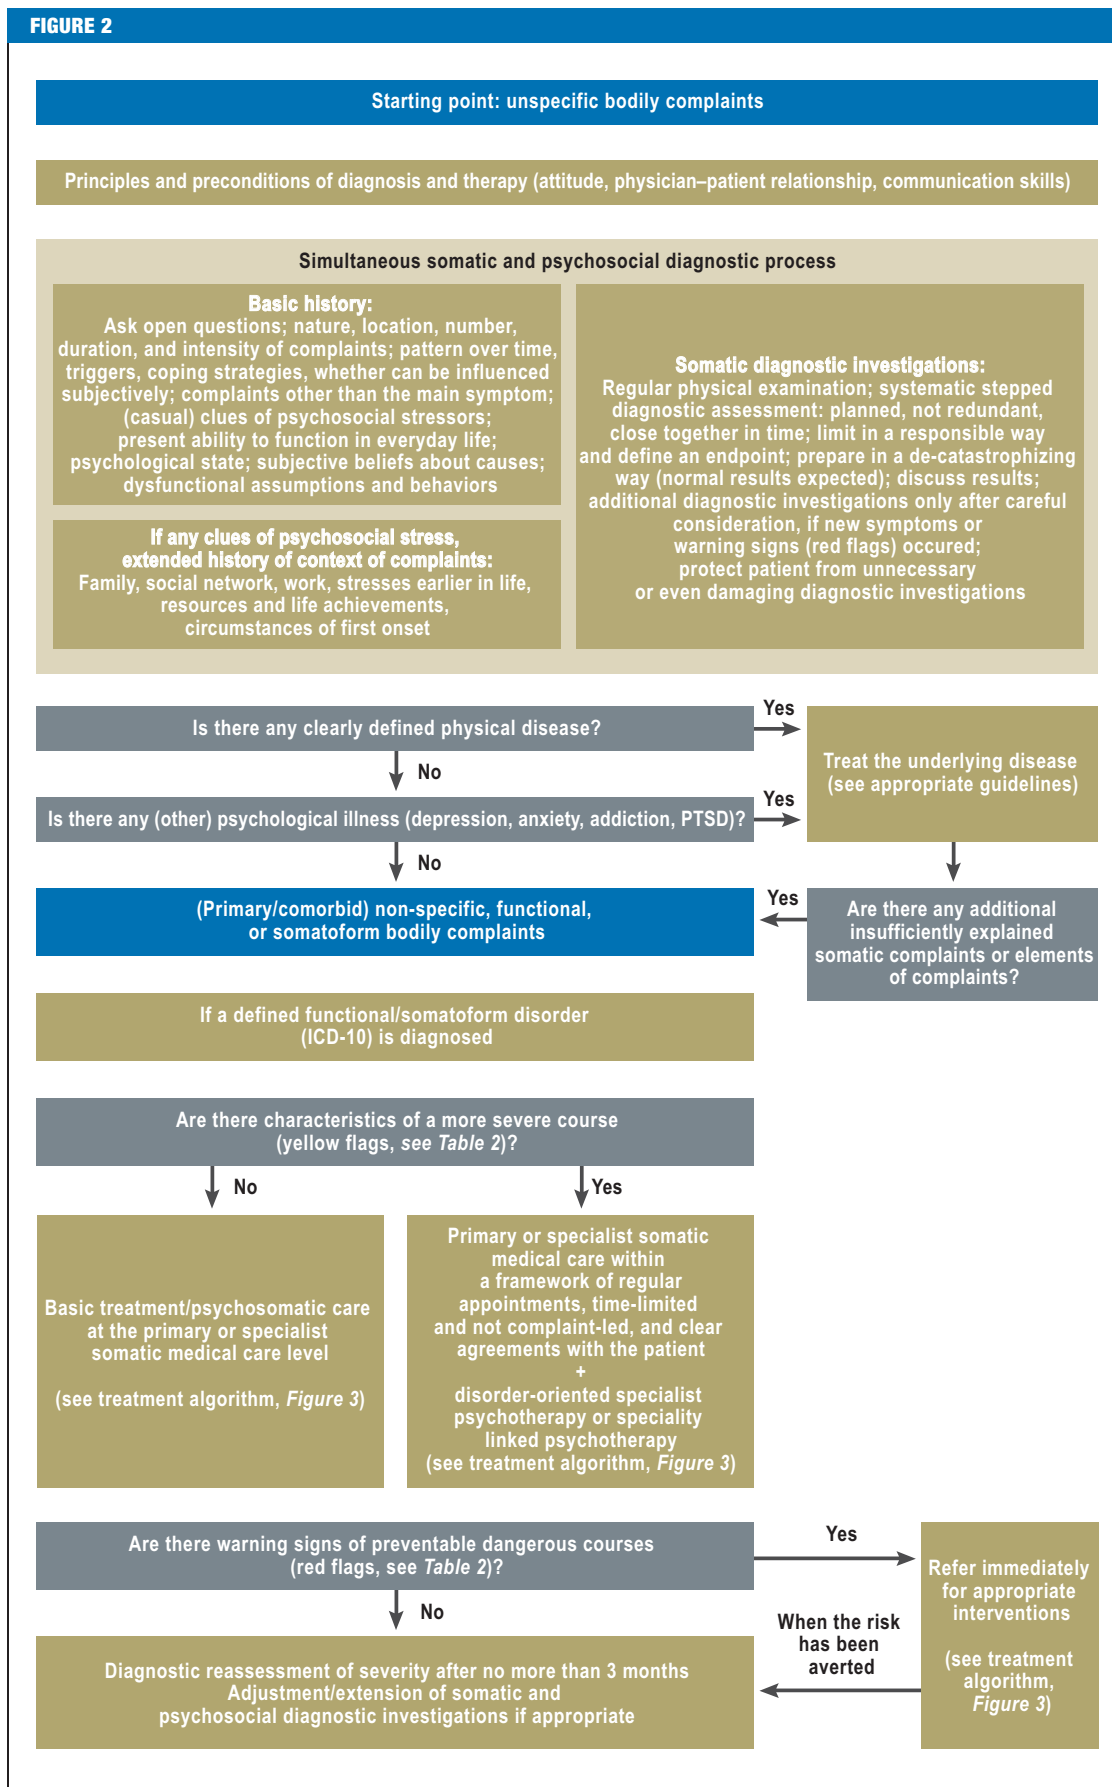 FIGURE 2
Starting point: unspecific bodily complaints
Principles and preconditions of diagnosis and therapy (attitude, physician–patient relationship, communication skills)
Simultaneous somatic and psychosocial diagnostic process
Basic history:
Ask open questions; nature, location, number,
duration, and intensity of complaints; pattern over time,
triggers, coping strategies, whether can be influenced
subjectively; complaints other than the main symptom;
(casual) clues of psychosocial stressors;
present ability to function in everyday life;
psychological state; subjective beliefs about causes;
dysfunctional assumptions and behaviors
If any clues of psychosocial stress,
extended history of context of complaints:
Family, social network, work, stresses earlier in life,
resources and life achievements,
circumstances of first onset
Somatic diagnostic investigations:
Regular physical examination; systematic stepped
diagnostic assessment: planned, not redundant,
close together in time; limit in a responsible way
and define an endpoint; prepare in a de-catastrophizing
way (normal results expected); discuss results;
additional diagnostic investigations only after careful
consideration, if new symptoms or
warning signs (red flags) occured;
protect patient from unnecessary
or even damaging diagnostic investigations
Is there any clearly defined physical disease?
Yes
No
Treat the underlying disease
(see appropriate guidelines)
Is there any (other) psychological illness (depression, anxiety, addiction, PTSD)?
Yes
No
(Primary/comorbid) non-specific, functional,
or somatoform bodily complaints
Yes
Are there any additional
insufficiently explained
somatic complaints or elements
of complaints?
If a defined functional/somatoform disorder
(ICD-10) is diagnosed
Are there characteristics of a more severe course
(yellow flags, see Table 2)?
No
Yes
Basic treatment/psychosomatic care
at the primary or specialist
somatic medical care level
(see treatment algorithm, Figure 3)
Primary or specialist somatic
medical care within
a framework of regular
appointments, time-limited
and not complaint-led, and clear
agreements with the patient
+
disorder-oriented specialist
psychotherapy or speciality
linked psychotherapy
(see treatment algorithm, Figure 3)
Are there warning signs of preventable dangerous courses
(red flags, see Table 2)?
Yes
No
Refer immediately
for appropriate
interventions
(see treatment
algorithm,
Figure 3)
When the risk
has been
averted
Diagnostic reassessment of severity after no more than 3 months
Adjustment/extension of somatic and
psychosocial diagnostic investigations if appropriate